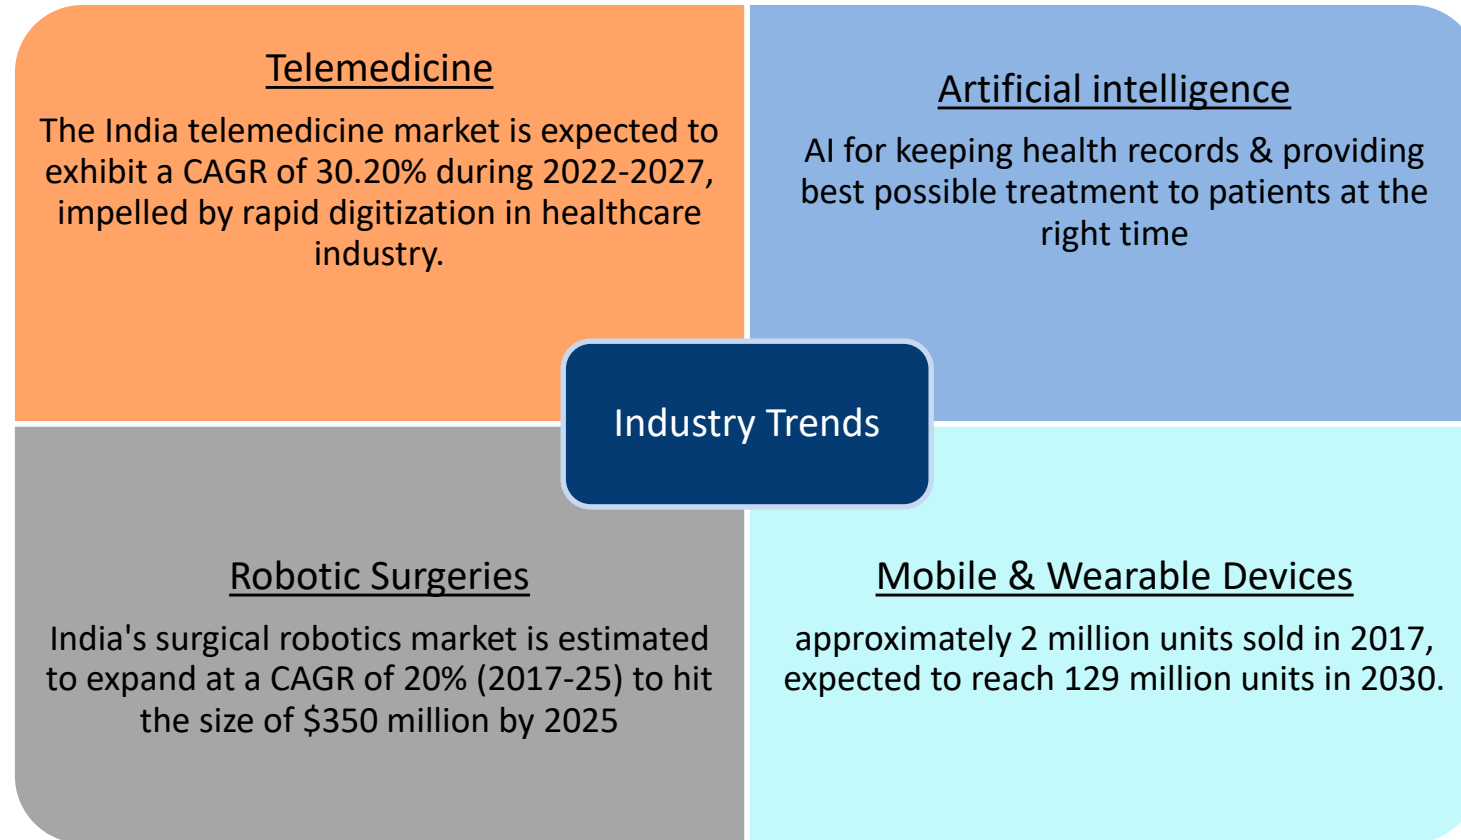 Telemedicine
The India telemedicine market is expected to
exhibit a CAGR of 30.20% during 2022-2027,
impelled by rapid digitization in healthcare
industry.
Artificial intelligence
AI for keeping health records & providing
best possible treatment to patients at the
right time
Industry Trends
Robotic Surgeries
India's surgical robotics market is estimated
to expand at a CAGR of 20% (2017-25) to hit
the size of $350 million by 2025
Mobile & Wearable Devices
approximately 2 million units sold in 2017,
expected to reach 129 million units in 2030.